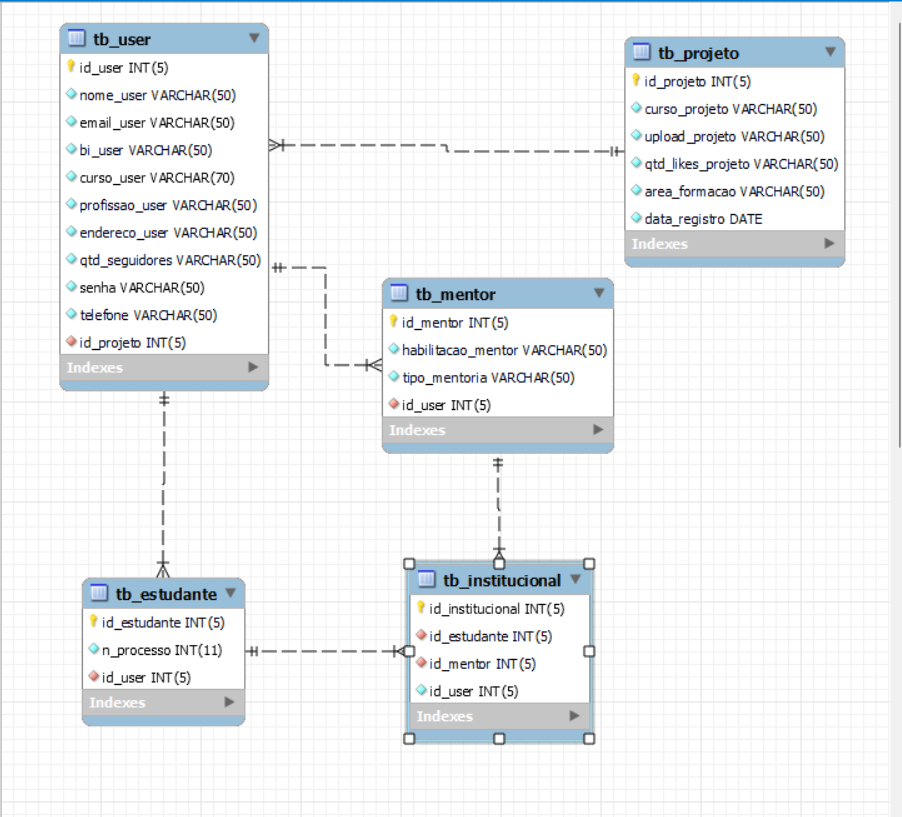 tb_user
id_user INT(5)
nome_user VARCHAR(50)
email_user VARCHAR(50)
bi_user VARCHAR(50)
curso_user VARCHAR(70)
profissao_user VARCHAR(50)
endereco_user VARCHAR(50)
qtd_seguidores VARCHAR(50)
senha VARCHAR(50)
telefone VARCHAR(50)
id_projeto INT(5)
Indexes
tb_projeto
id_projeto INT(5)
curso_projeto VARCHAR(50)
upload_projeto VARCHAR(50)
qtd_likes_projeto VARCHAR(50)
area_formacao VARCHAR(50)
data_registro DATE
Indexes
tb_mentor
id_mentor INT(5)
habilitacao_mentor VARCHAR(50)
tipo_mentoria VARCHAR(50)
id_user INT(5)
Indexes
tb_estudante
id_estudante INT(5)
n_processo INT(11)
id_user INT(5)
Indexes
tb_institucional
id_institucional INT(5)
id_estudante INT(5)
id_mentor INT(5)
id_user INT(5)
Indexes